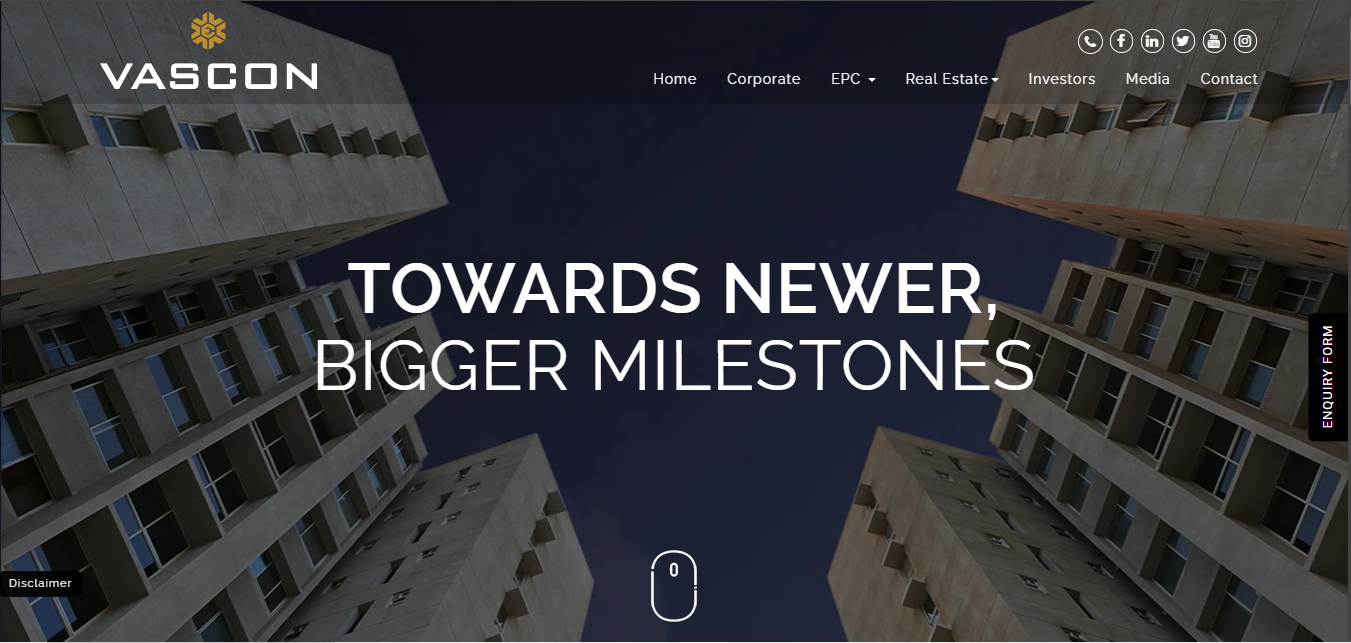 VASCON
Home Corporate EPC Real Estate Investors Media Contact
TOWARDS NEWER,
BIGGER MILESTONES
ENQUIRY FORM
Disclaimer